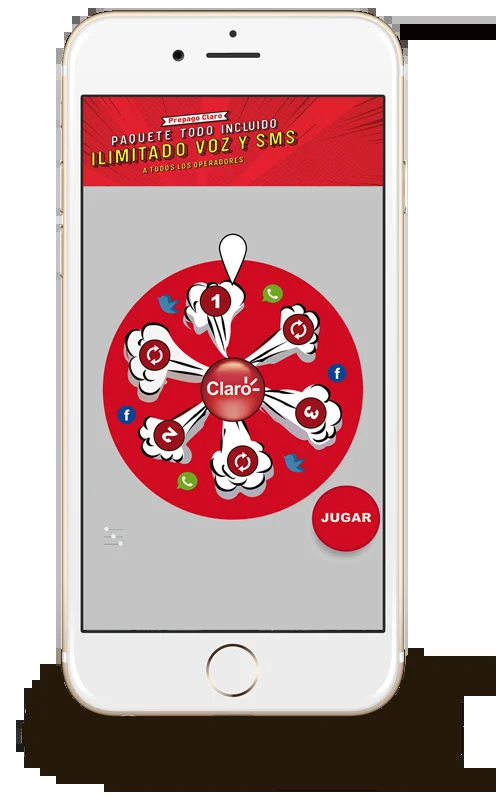 Prepago Claro
PAQUETE TODO INCLUIDO
ILIMITADO VOZ Y SMS
A TODOS LOS OPERADORES
1
Claro
3
2
JUGAR